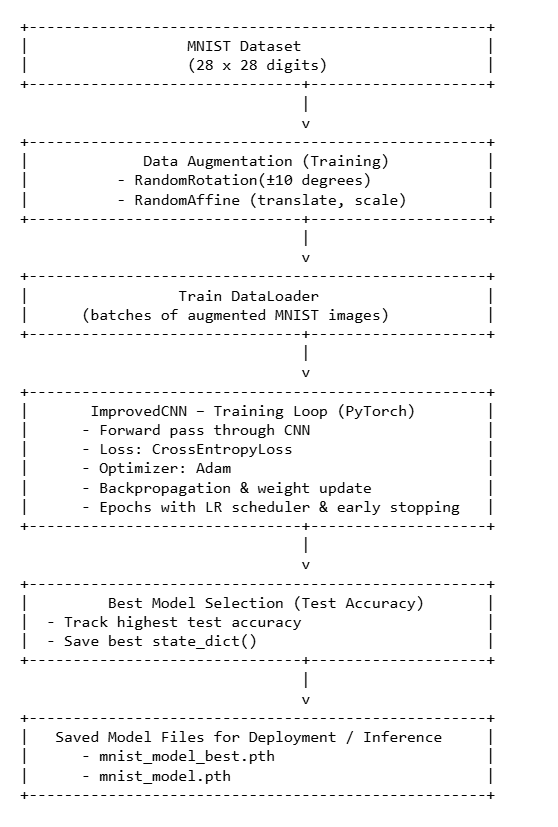 MNIST Dataset
(28 x 28 digits)
v
Data Augmentation (Training)
- RandomRotation(±10 degrees)
- RandomAffine (translate, scale)
v
Train DataLoader
(batches of augmented MNIST images)
v
ImprovedCNN – Training Loop (PyTorch)
- Forward pass through CNN
- Loss: CrossEntropyLoss
- Optimizer: Adam
- Backpropagation & weight update
- Epochs with LR scheduler & early stopping
v
Best Model Selection (Test Accuracy)
- Track highest test accuracy
- Save best state_dict()
v
Saved Model Files for Deployment / Inference
- mnist_model_best.pth
- mnist_model.pth